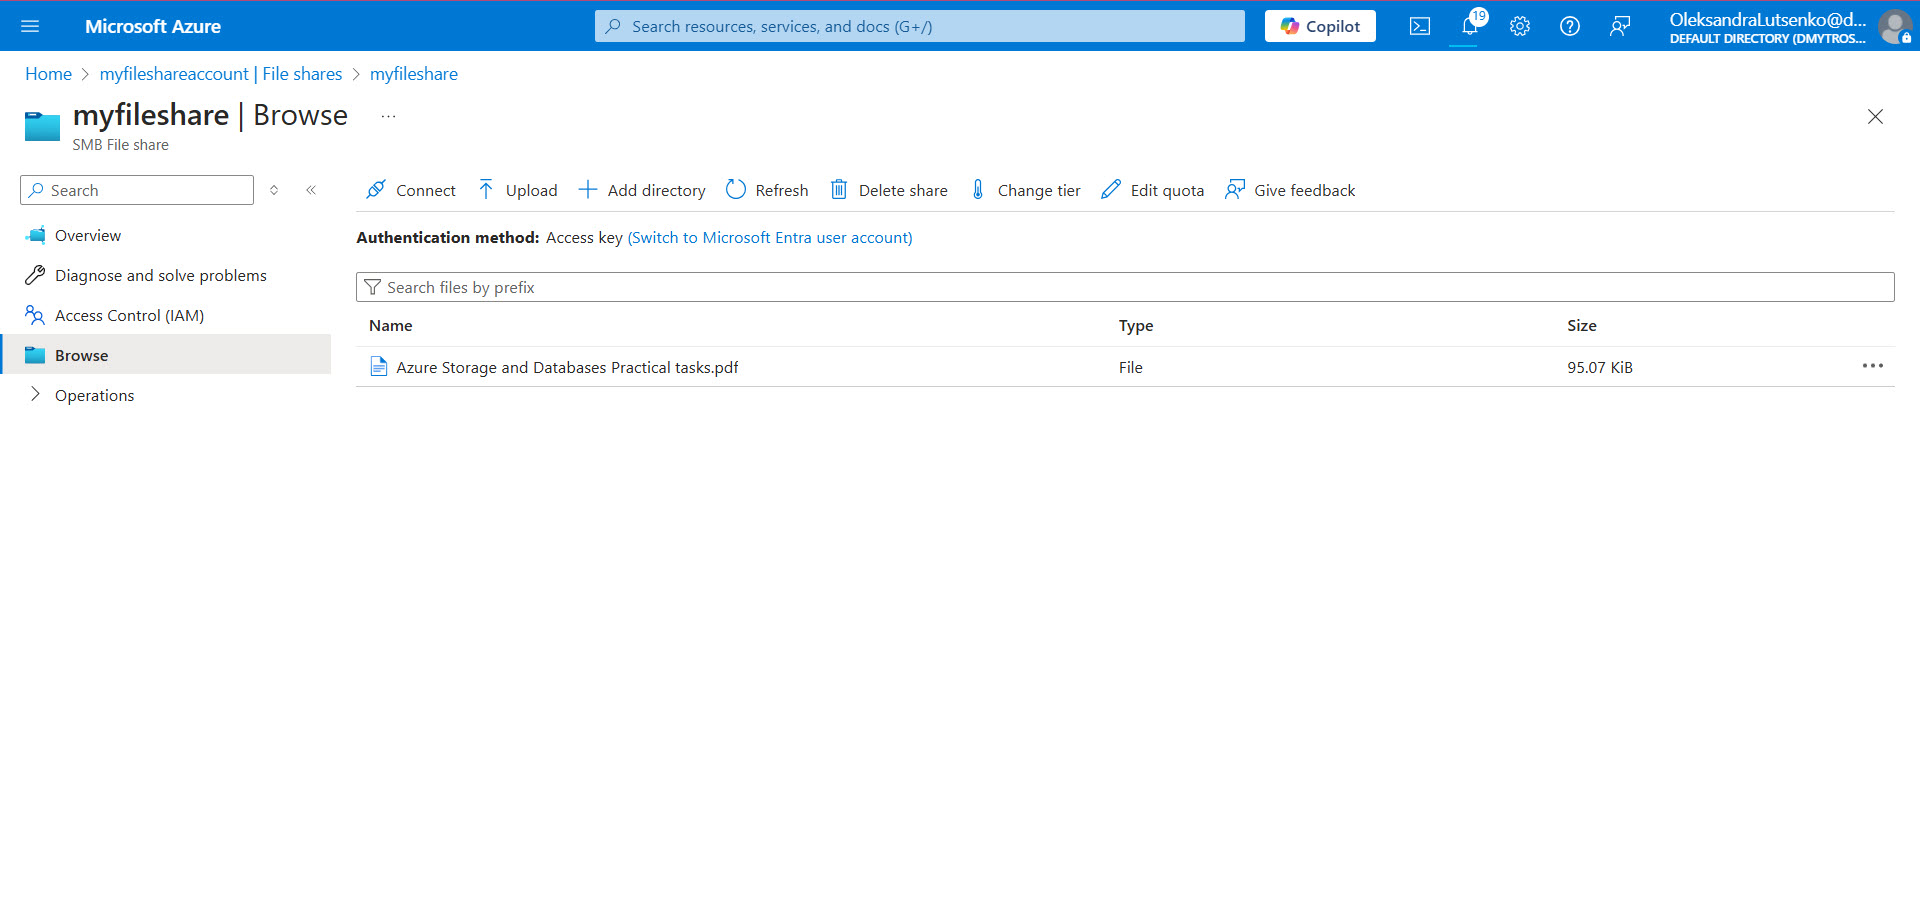 Microsoft Azure
Search resources, services, and docs (G+/)
Copilot
19
OleksandraLutsenko@d...
DEFAULT DIRECTORY (DMYTROS...
Home > myfileshareaccount | File shares > myfileshare
myfileshare | Browse ...
SMB File share
Search
Connect
Upload
Add directory
Refresh
Delete share
Change tier
Edit quota
Give feedback
Overview
Diagnose and solve problems
Access Control (IAM)
Browse
Operations
Authentication method: Access key (Switch to Microsoft Entra user account)
Search files by prefix
Name Type Size
Azure Storage and Databases Practical tasks.pdf File 95.07 KiB